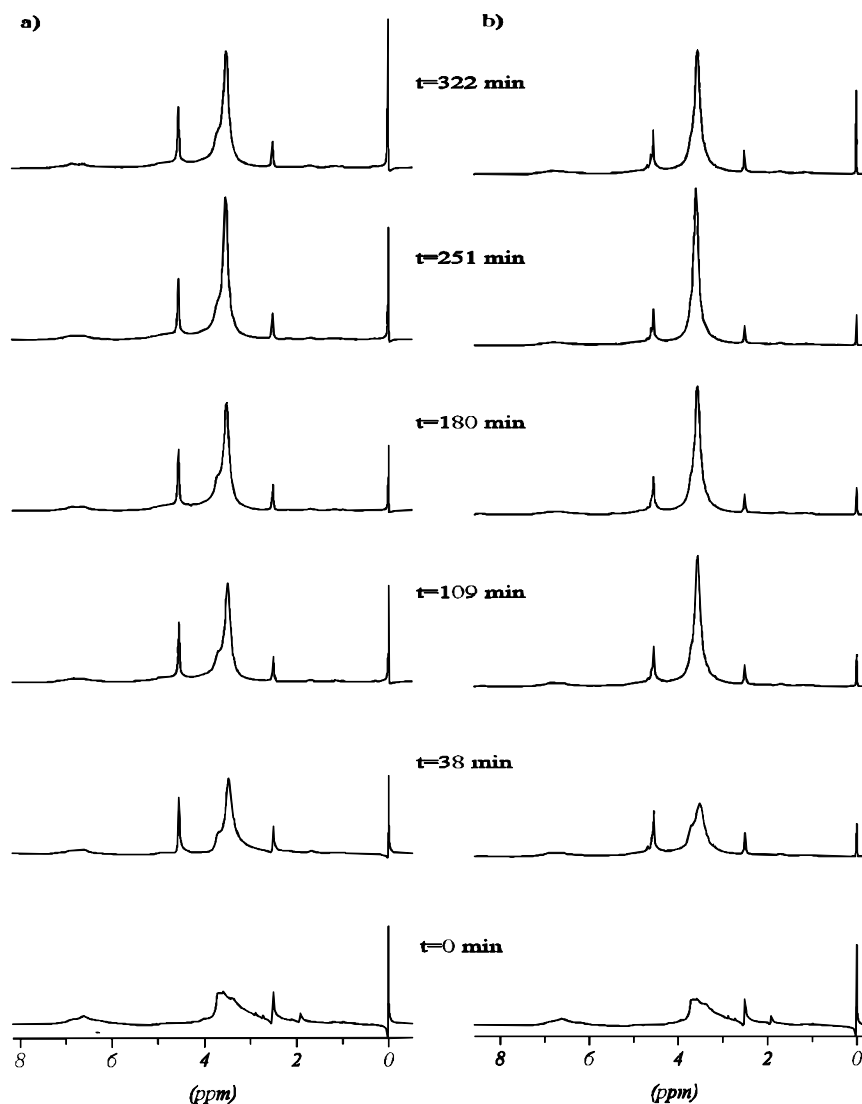 a) b)
t=322 min
t=251 min
t=180 min
t=109 min
t=38 min
t=0 min
8 6 4 2 0 8 6 4 2 0
(ppm) (ppm)